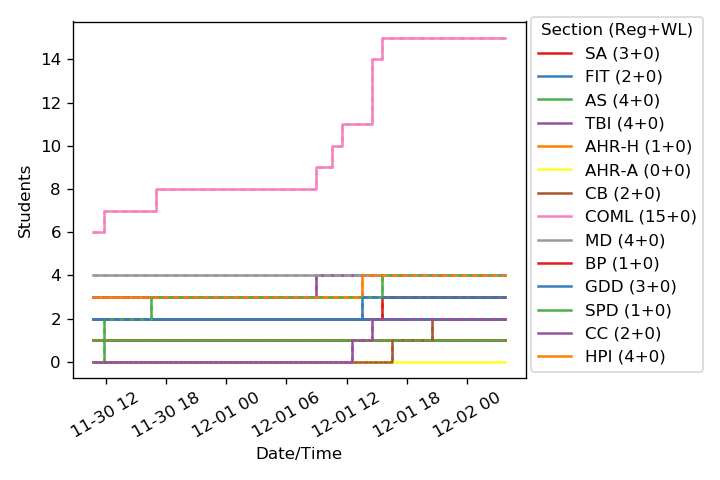 Students
14
12
10
8
6
4
2
0
11-30 12
11-30 18
12-01 00
12-01 06
12-01 12
12-01 18
12-02 00
Date/Time
Section (Reg+WL)
SA (3+0)
FIT (2+0)
AS (4+0)
TBI (4+0)
AHR-H (1+0)
AHR-A (0+0)
CB (2+0)
COML (15+0)
MD (4+0)
BP (1+0)
GDD (3+0)
SPD (1+0)
CC (2+0)
HPI (4+0)